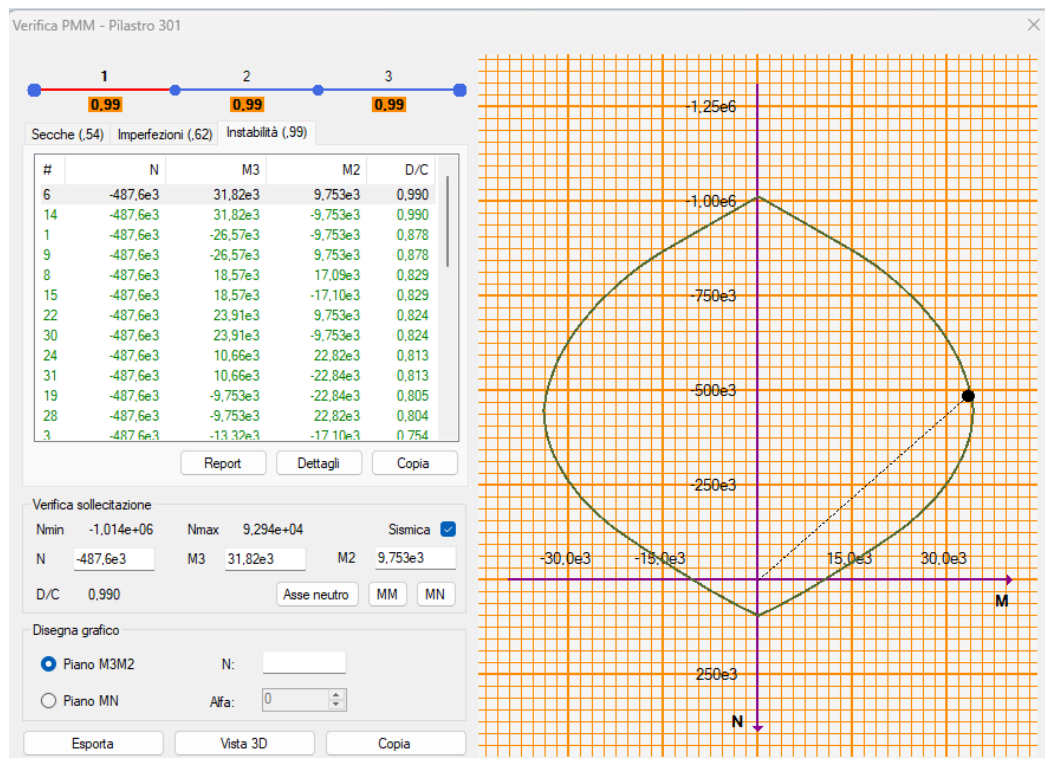 Verifica PMM - Pilastro 301
1 2 3
0,99 0,99 0,99
Secche (,54) Imperfezioni (,62) Instabilità (,99)
# N M3 M2 D/C
6 -487,6e3 31,82e3 9,753e3 0,990
14 -487,6e3 31,82e3 -9,753e3 0,990
1 -487,6e3 -26,57e3 -9,753e3 0,878
9 -487,6e3 -26,57e3 9,753e3 0,878
8 -487,6e3 18,57e3 17,09e3 0,829
15 -487,6e3 18,57e3 -17,10e3 0,829
22 -487,6e3 23,91e3 9,753e3 0,824
30 -487,6e3 23,91e3 -9,753e3 0,824
24 -487,6e3 10,66e3 22,82e3 0,813
31 -487,6e3 10,66e3 -22,84e3 0,813
19 -487,6e3 -9,753e3 -22,84e3 0,805
28 -487,6e3 -9,753e3 22,82e3 0,804
3 -487,6e3 -13,32e3 -17,10e3 0,754
Report Dettagli Copia
Verifica sollecitazione
Nmin -1,014e+06 Nmax 9,294e+04 Sismica
N -487,6e3 M3 31,82e3 M2 9,753e3
D/C 0,990 Asse neutro MM MN
Disegna grafico
Piano M3M2 N:
Piano MN Alfa: 0
Esporta Vista 3D Copia
-1,25e6
-1,00e6
-750e3
-500e3
-250e3
-30,0e3 -15,0e3 15,0e3 30,0e3
M
250e3
N